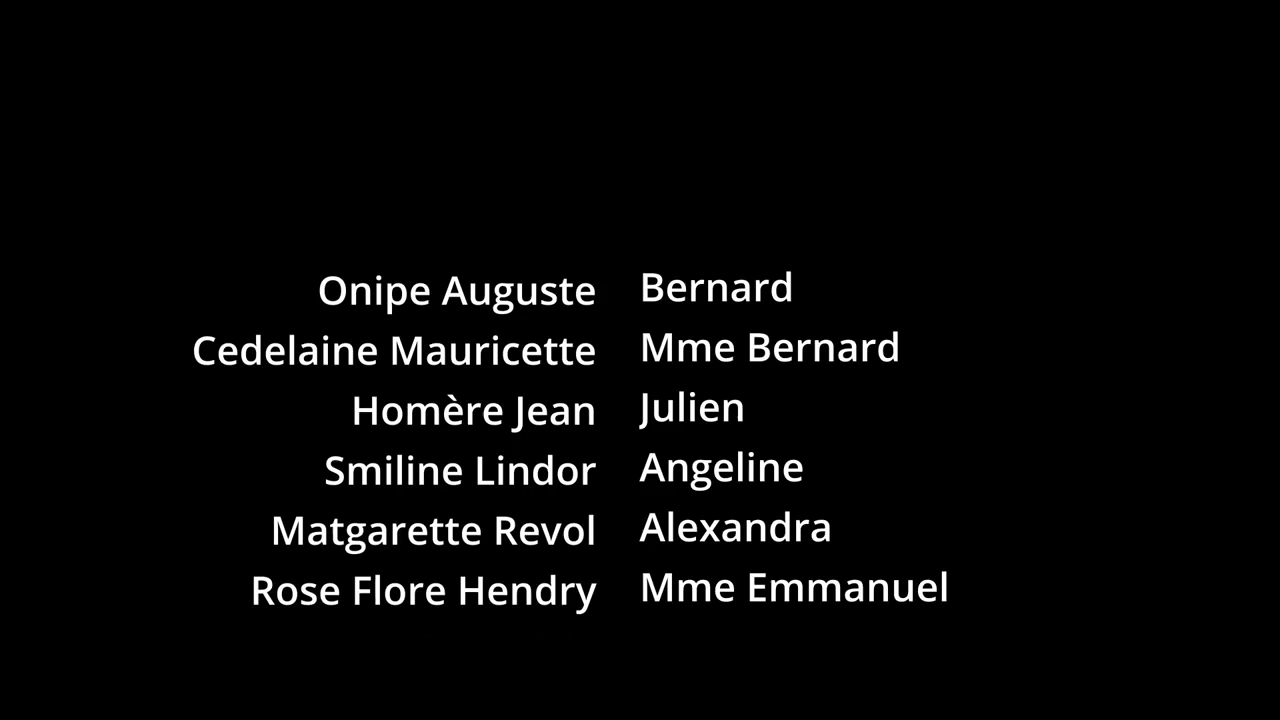 Onipe Auguste Bernard
Cedelaine Mauricette Mme Bernard
Homère Jean Julien
Smiline Lindor Angeline
Matgarette Revol Alexandra
Rose Flore Hendry Mme Emmanuel